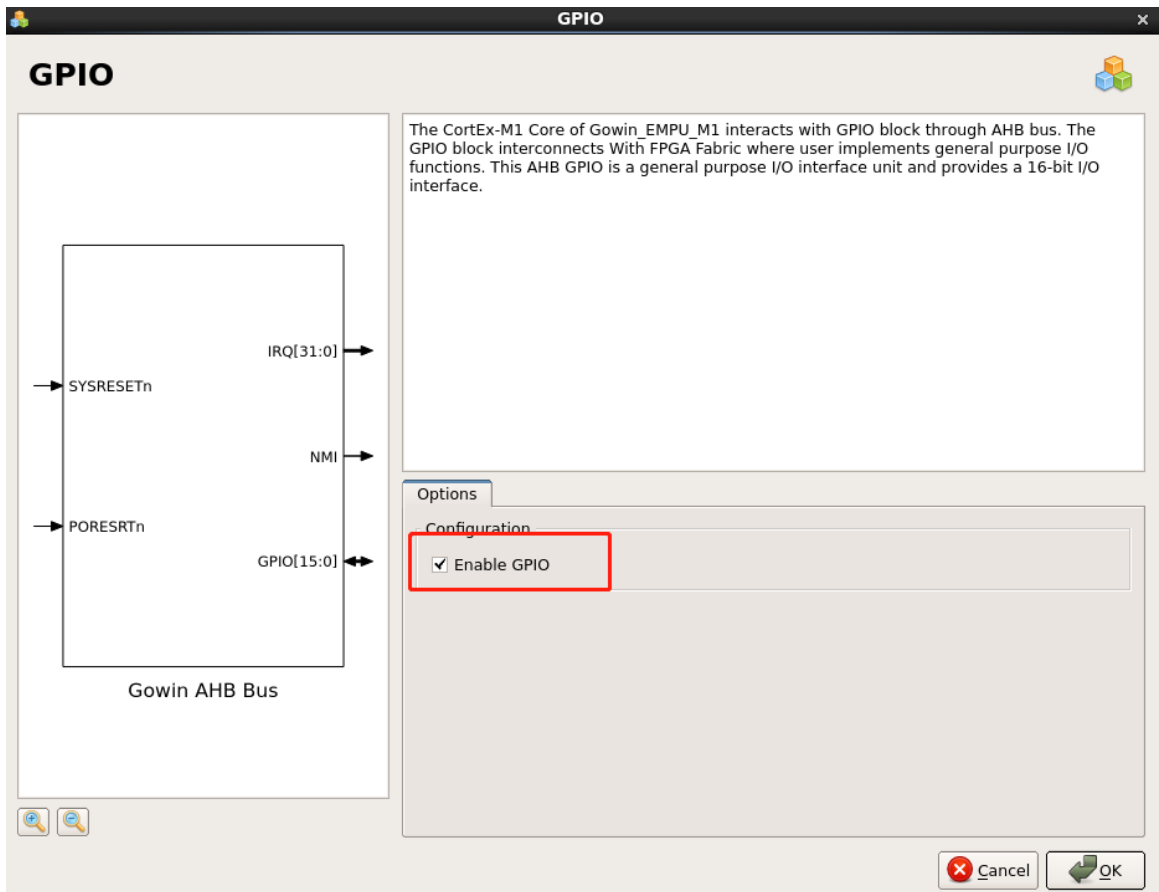 GPIO
GPIO
The CortEx-M1 Core of Gowin_EMPU_M1 interacts with GPIO block through AHB bus. The
GPIO block interconnects With FPGA Fabric where user implements general purpose I/O
functions. This AHB GPIO is a general purpose I/O interface unit and provides a 16-bit I/O
interface.
IRQ[31:0]
SYSRESETn
NMI
PORESRTn
GPIO[15:0]
Gowin AHB Bus
Options
Configuration
Enable GPIO
Cancel
OK